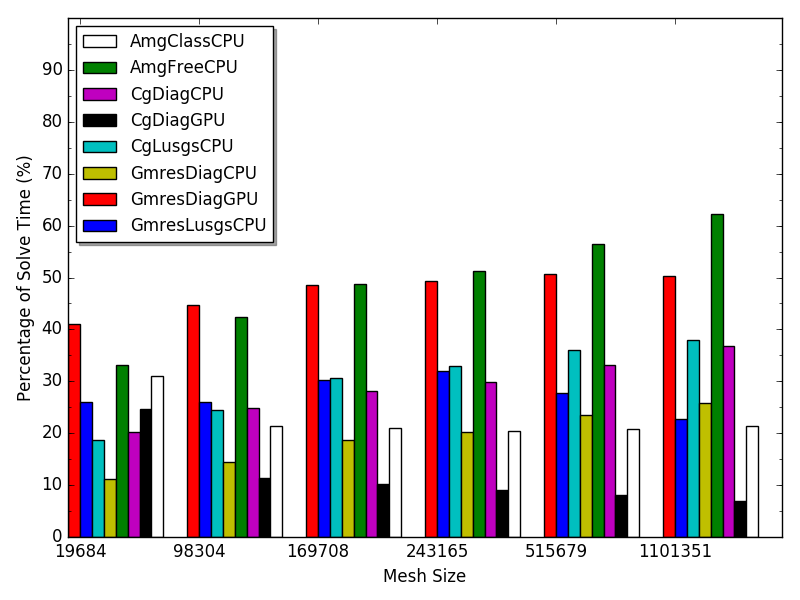 AmgClassCPU
AmgFreeCPU
CgDiagCPU
CgDiagGPU
CgLusgsCPU
GmresDiagCPU
GmresDiagGPU
GmresLusgsCPU
Percentage of Solve Time (%)
90
80
70
60
50
40
30
20
10
0
19684 98304 169708 243165 515679 1101351
Mesh Size